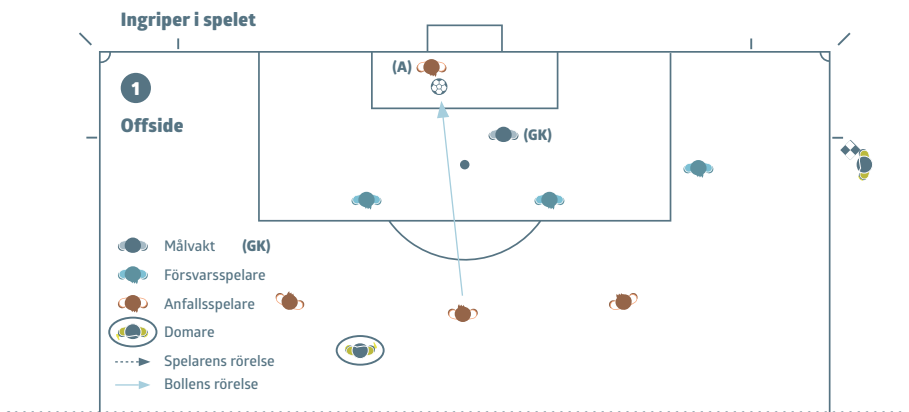 Ingriper i spelet
(A)
1
Offside
(GK)
Målvakt (GK)
Försvarsspelare
Anfallsspelare
Domare
Spelarens rörelse
Bollens rörelse